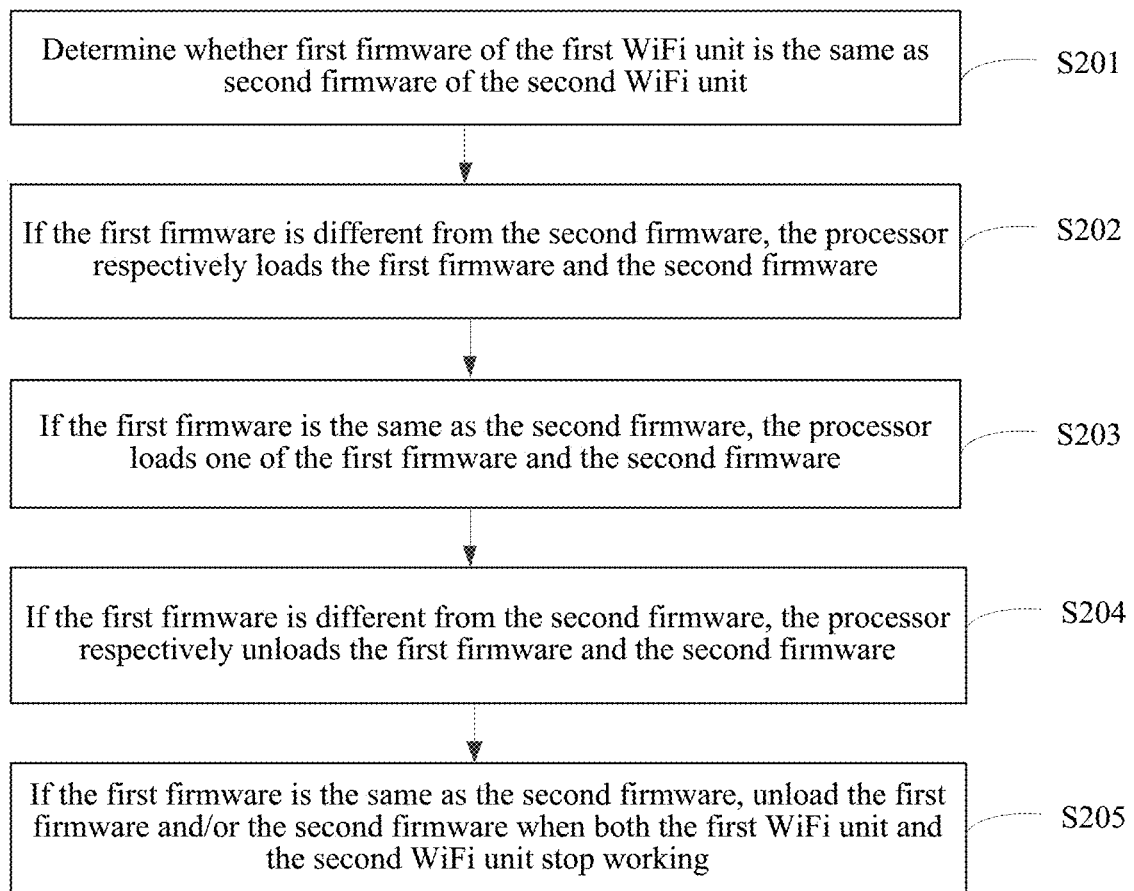 Determine whether first firmware of the first WiFi unit is the same as
second firmware of the second WiFi unit
S201
If the first firmware is different from the second firmware, the processor
respectively loads the first firmware and the second firmware
S202
If the first firmware is the same as the second firmware, the processor
loads one of the first firmware and the second firmware
S203
If the first firmware is different from the second firmware, the processor
respectively unloads the first firmware and the second firmware
S204
If the first firmware is the same as the second firmware, unload the first
firmware and/or the second firmware when both the first WiFi unit and
the second WiFi unit stop working
S205